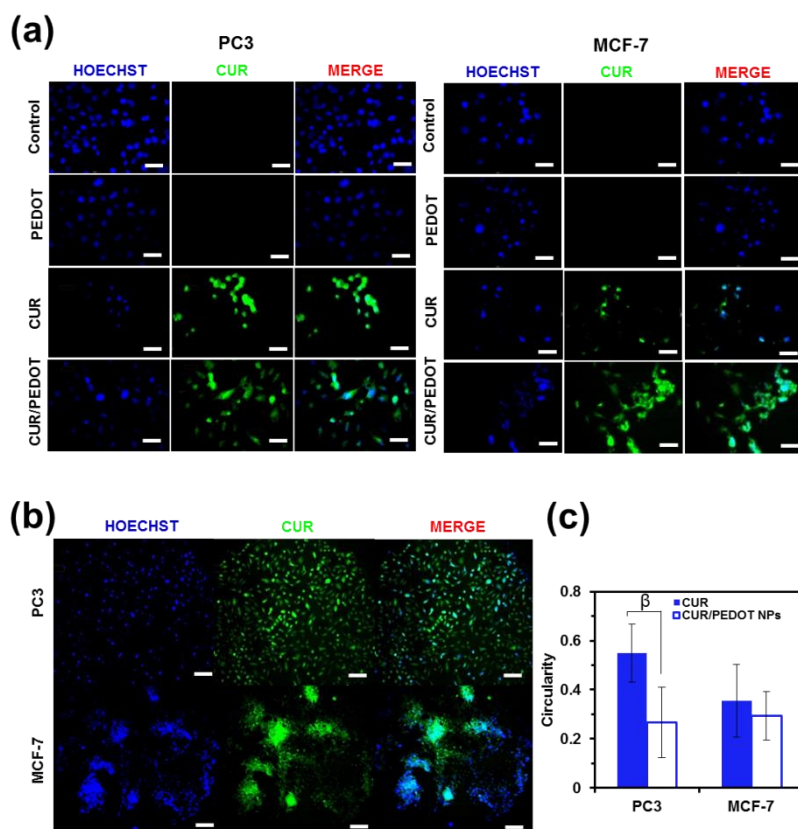 (a)
PC3
MCF-7
HOECHST CUR MERGE
HOECHST CUR MERGE
Control
PEDOT
CUR
CUR/PEDOT
Control
PEDOT
CUR
CUR/PEDOT
(b)
HOECHST CUR MERGE
PC3
MCF-7
(c)
0.8
0.6
0.4
0.2
0
Circularity
β
CUR
CUR/PEDOT NPs
PC3 MCF-7